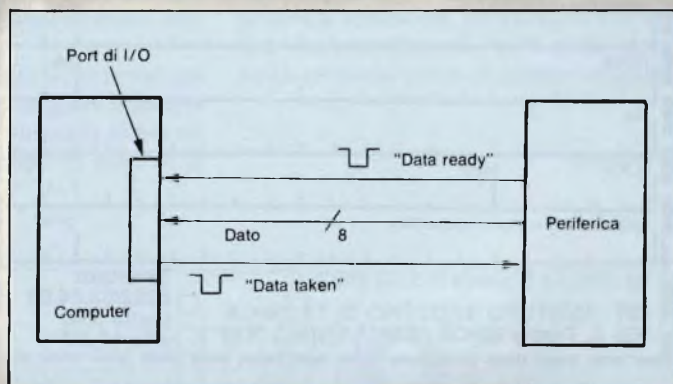 Port di I/O
"Data ready"
Periferica
Dato
8
"Data taken"
Computer